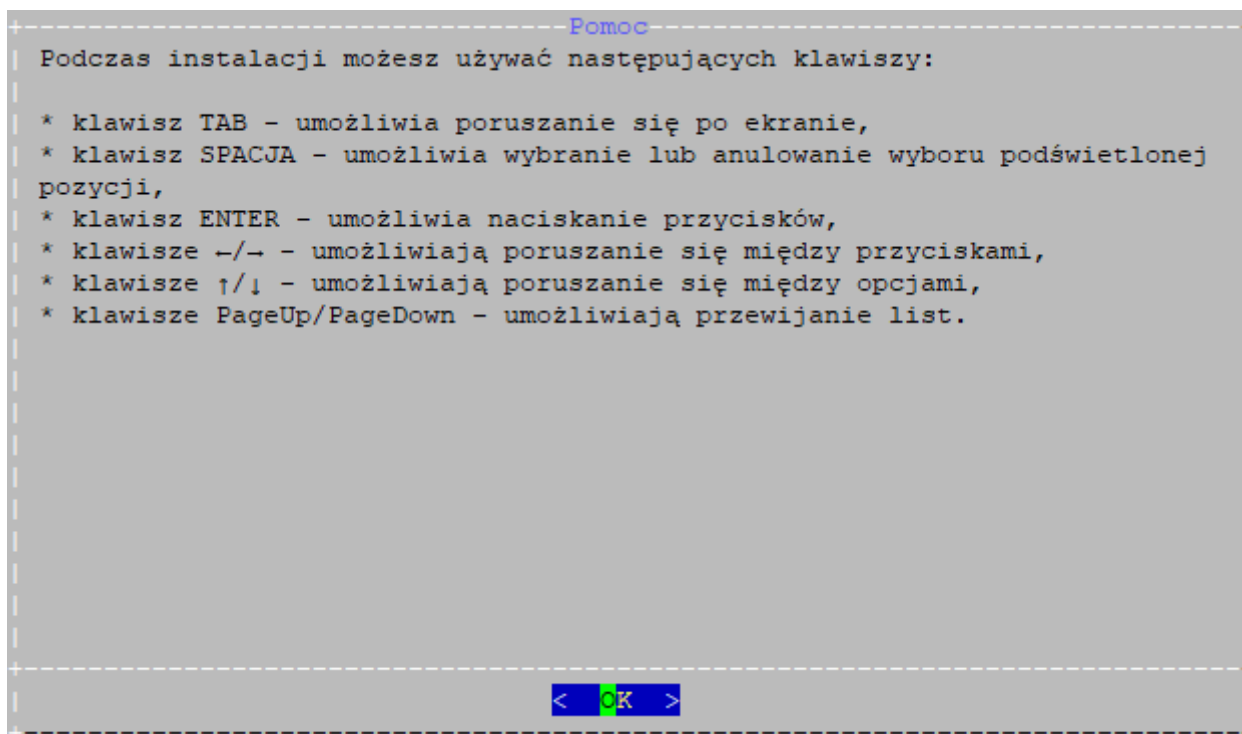 Pomoc
Podczas instalacji możesz używać następujących klawiszy:
* klawisz TAB – umożliwia poruszanie się po ekranie,
* klawisz SPACJA – umożliwia wybranie lub anulowanie wyboru podświetlonej
pozycji,
* klawisz ENTER – umożliwia naciskanie przycisków,
* klawisze ←/→ – umożliwiają poruszanie się między przyciskami,
* klawisze ↑/↓ – umożliwiają poruszanie się między opcjami,
* klawisze PageUp/PageDown – umożliwiają przewijanie list.
< OK >